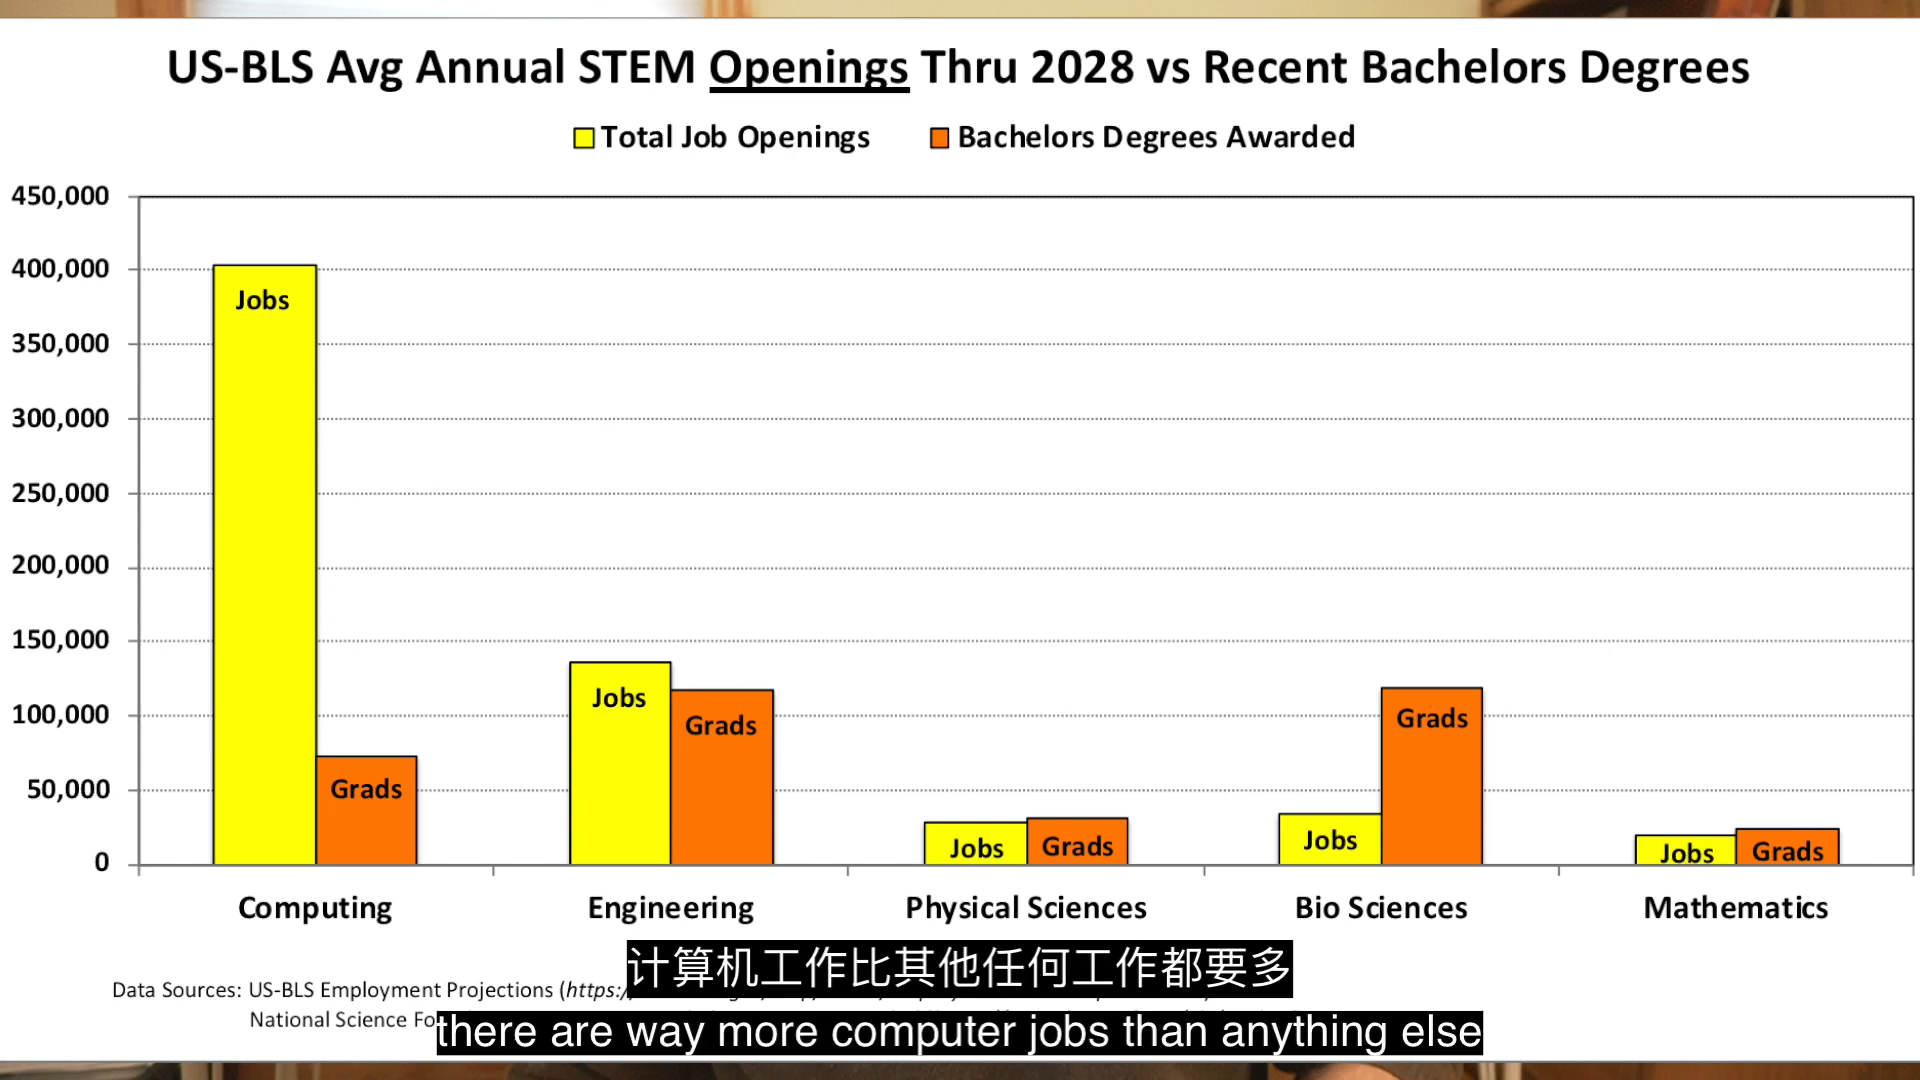 US-BLS Avg Annual STEM Openings Thru 2028 vs Recent Bachelors Degrees
Total Job Openings Bachelors Degrees Awarded
450,000
400,000
350,000
300,000
250,000
200,000
150,000
100,000
50,000
0
Jobs
Grads
Jobs
Grads
Jobs
Grads
Jobs
Grads
Jobs
Grads
Computing Engineering Physical Sciences Bio Sciences Mathematics
计算机工作比其他任何工作都要多
Data Sources: US-BLS Employment Projections (https:/
National Science Fo
there are way more computer jobs than anything else